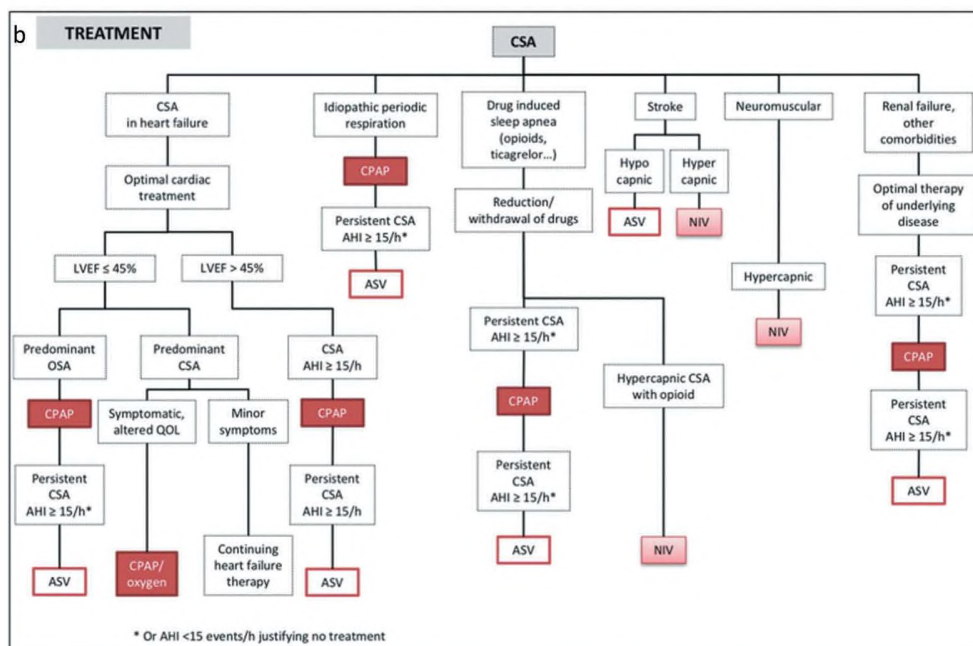 b
TREATMENT
CSA
CSA
in heart failure
Optimal cardiac
treatment
LVEF ≤ 45%
LVEF > 45%
Predominant
OSA
CPAP
Persistent
CSA
AHI ≥ 15/h*
ASV
Predominant
CSA
Symptomatic,
altered QOL
CPAP/
oxygen
Minor
symptoms
Continuing
heart failure
therapy
CSA
AHI ≥ 15/h
CPAP
Persistent
CSA
AHI ≥ 15/h
ASV
Idiopathic periodic
respiration
CPAP
Persistent CSA
AHI ≥ 15/h*
ASV
Drug induced
sleep apnea
(opioids,
ticagrelor...)
Reduction/
withdrawal of drugs
Persistent CSA
AHI ≥ 15/h*
CPAP
Persistent
CSA
AHI ≥ 15/h*
ASV
Hypercapnic CSA
with opioid
NIV
Stroke
Hypo
capnic
ASV
Hyper
capnic
NIV
Neuromuscular
Hypercapnic
NIV
Renal failure,
other
comorbidities
Optimal therapy
of underlying
disease
Persistent
CSA
AHI ≥ 15/h*
CPAP
Persistent
CSA
AHI ≥ 15/h*
ASV
* Or AHI <15 events/h justifying no treatment